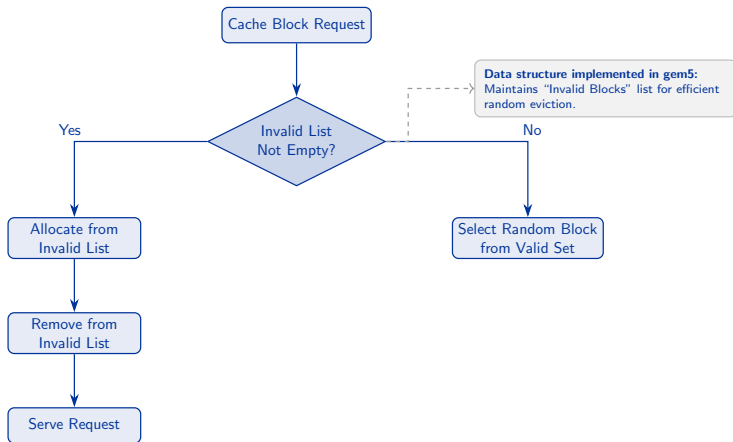 Cache Block Request
Data structure implemented in gem5:
Maintains “Invalid Blocks” list for efficient
random eviction.
Invalid List
Not Empty?
Yes
No
Allocate from
Invalid List
Select Random Block
from Valid Set
Remove from
Invalid List
Serve Request